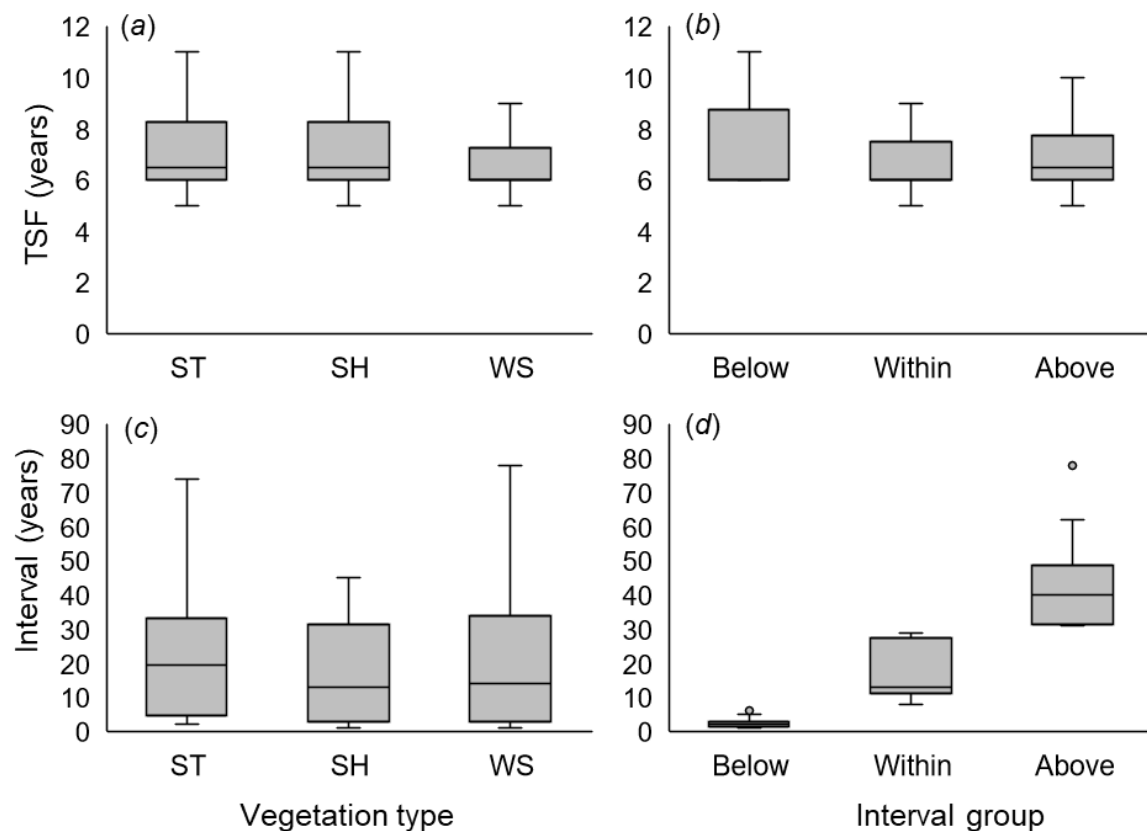 (a)
TSF (years)
12
10
8
6
4
2
0
ST SH WS
(b)
12
10
8
6
4
2
0
Below Within Above
(c)
Interval (years)
90
80
70
60
50
40
30
20
10
0
ST SH WS
Vegetation type
(d)
90
80
70
60
50
40
30
20
10
0
Below Within Above
Interval group